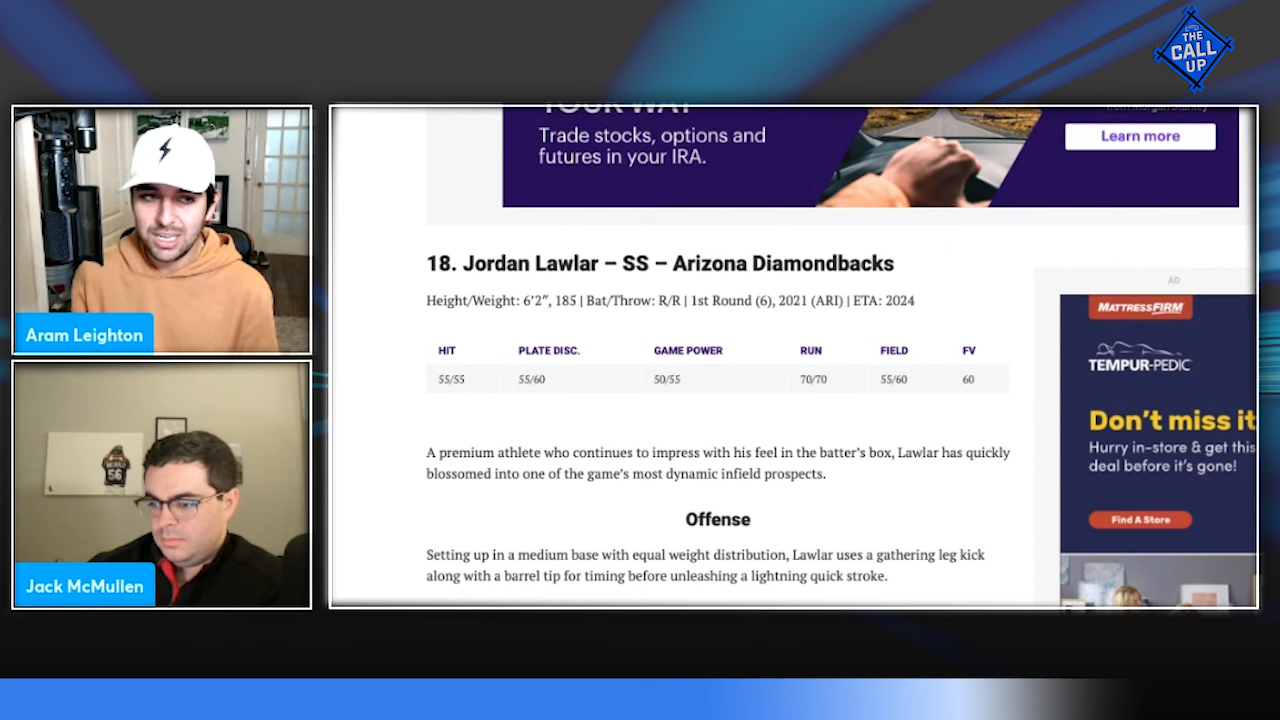 THE
CALL
UP
YOUR WAY
Trade stocks, options and
futures in your IRA.
from Morgan Stanley
Learn more
18. Jordan Lawlar – SS – Arizona Diamondbacks
Height/Weight: 6’2″, 185 | Bat/Throw: R/R | 1st Round (6), 2021 (ARI) | ETA: 2024
HIT PLATE DISC. GAME POWER RUN FIELD FV
55/55 55/60 50/55 70/70 55/60 60
A premium athlete who continues to impress with his feel in the batter’s box, Lawlar has quickly
blossomed into one of the game’s most dynamic infield prospects.
Offense
Setting up in a medium base with equal weight distribution, Lawlar uses a gathering leg kick
along with a barrel tip for timing before unleashing a lightning quick stroke.
AD
MATTRESSFIRM
TEMPUR-PEDIC
Don’t miss it
Hurry in-store & get this
deal before it’s gone!
Find A Store
Aram Leighton
56
Jack McMullen